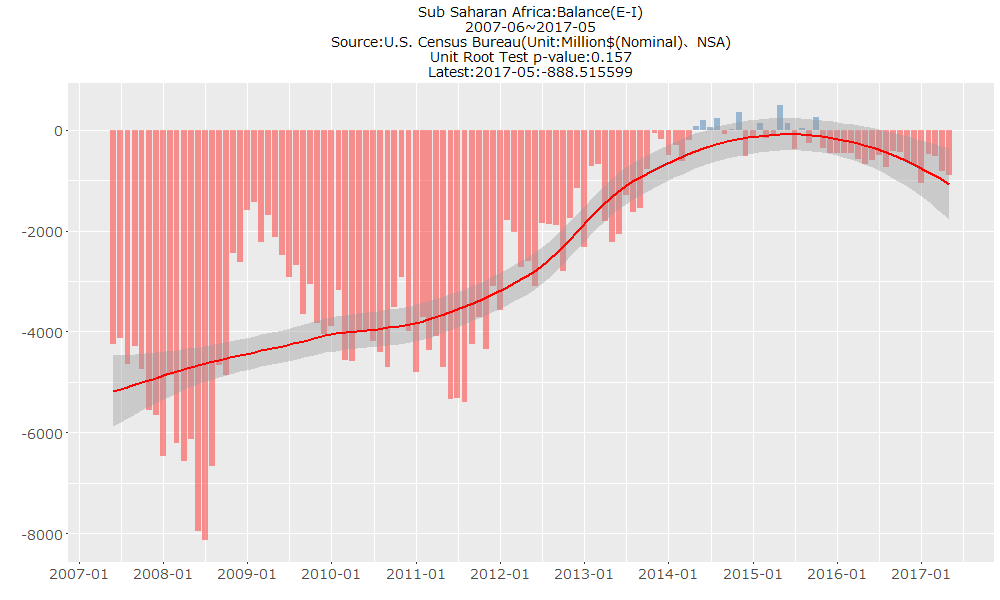 Sub Saharan Africa:Balance(E-I)
2007-06~2017-05
Source:U.S. Census Bureau(Unit:Million$(Nominal)、NSA)
Unit Root Test p-value:0.157
Latest:2017-05:-888.515599
0
-2000
-4000
-6000
-8000
2007-01 2008-01 2009-01 2010-01 2011-01 2012-01 2013-01 2014-01 2015-01 2016-01 2017-01